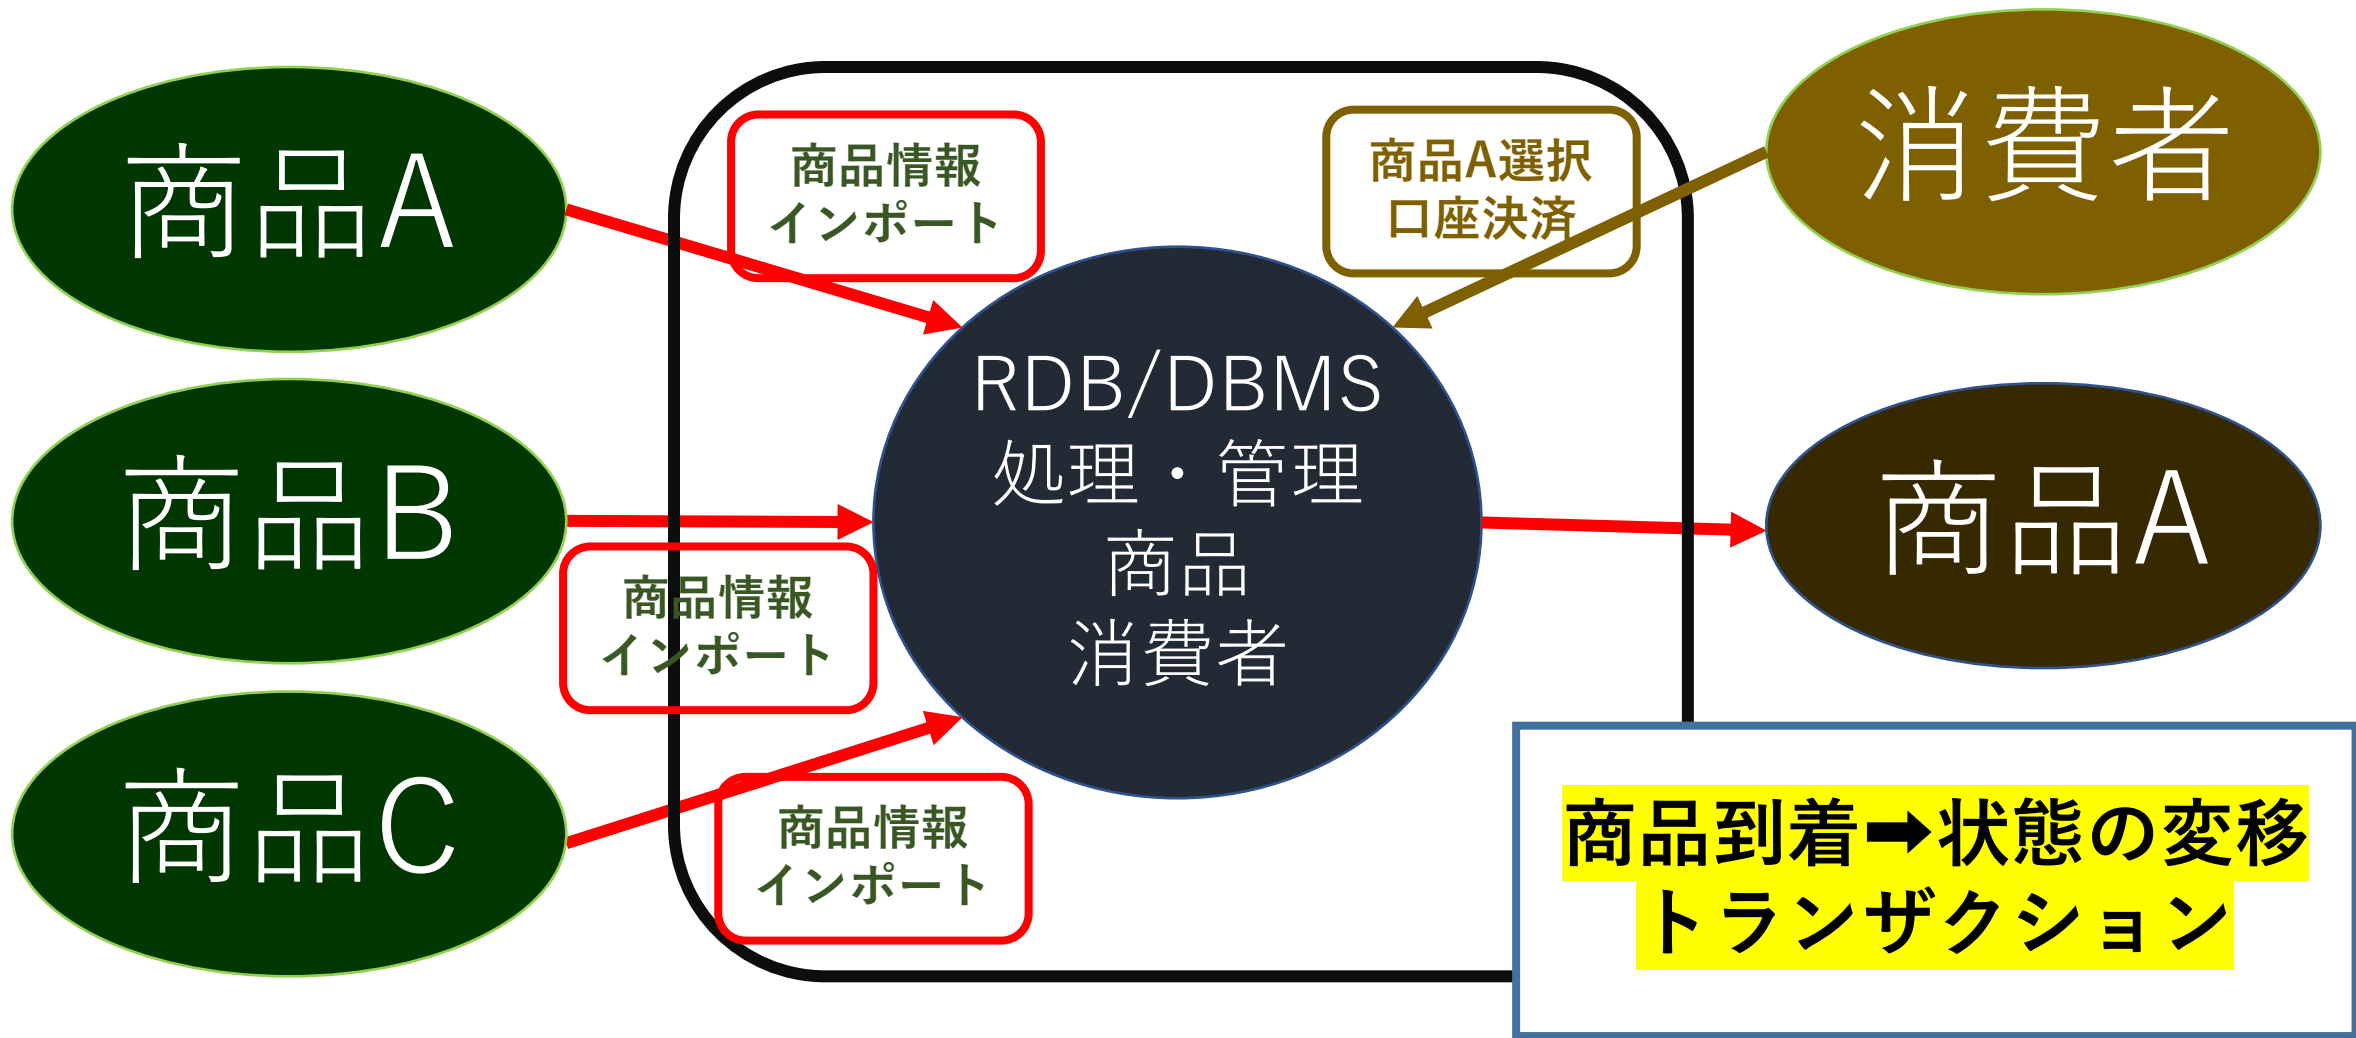 商品A
商品B
商品C
商品情報
インポート
商品情報
インポート
商品情報
インポート
RDB/DBMS
処理・管理
商品
消費者
商品A選択
口座決済
消費者
商品A
商品到着➡状態の変移
トランザクション